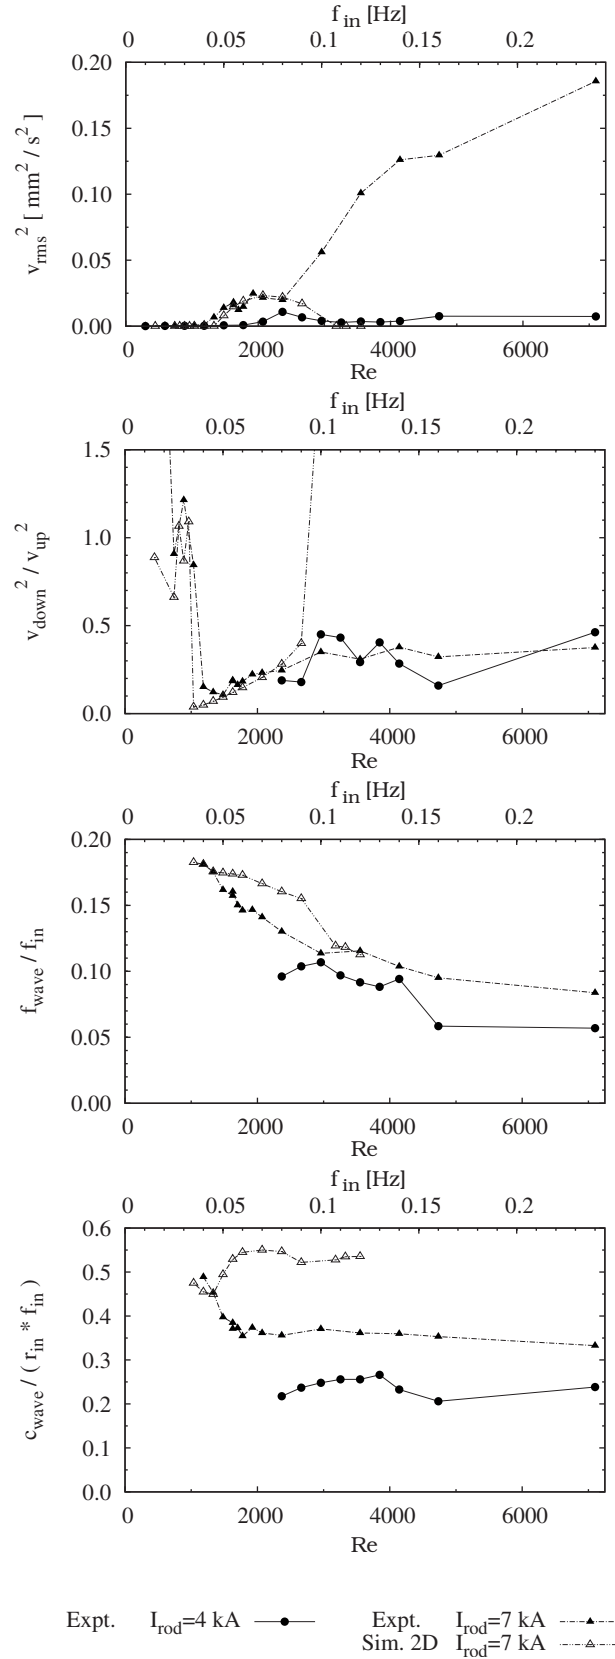 f_in [Hz]
0 0.05 0.1 0.15 0.2
0.20
0.15
0.10
0.05
0.00
v_rms^2 [ mm^2 / s^2 ]
2000 4000 6000
Re
f_in [Hz]
0 0.05 0.1 0.15 0.2
1.5
1.0
0.5
0.0
v_down^2 / v_up^2
2000 4000 6000
Re
f_in [Hz]
0 0.05 0.1 0.15 0.2
0.20
0.15
0.10
0.05
0.00
f_wave / f_in
0 2000 4000 6000
Re
f_in [Hz]
0 0.05 0.1 0.15 0.2
0.6
0.5
0.4
0.3
0.2
0.1
0.0
c_wave / ( r_in * f_in )
0 2000 4000 6000
Re
Expt. I_rod=4 kA Expt. I_rod=7 kA
Sim. 2D I_rod=7 kA